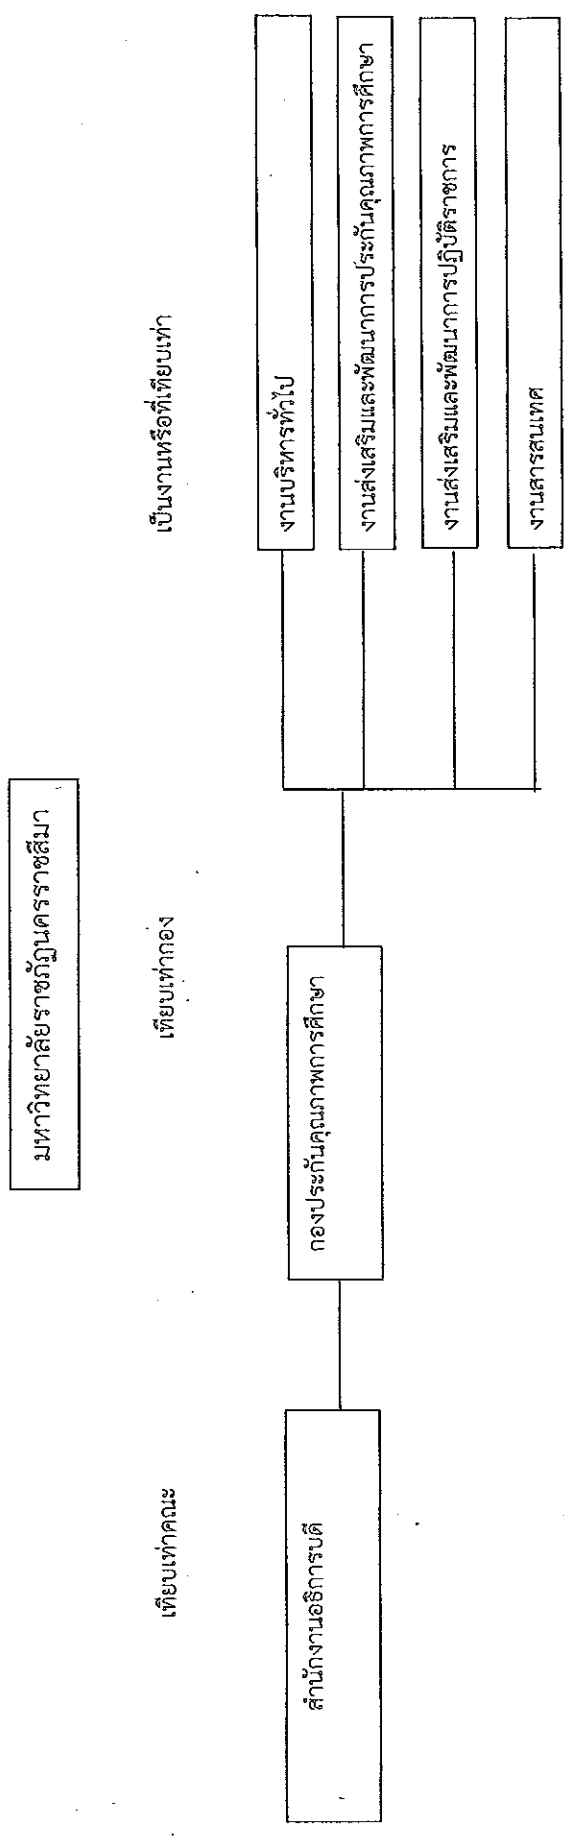 มหาวิทยาลัยราชภัฏนครราชสีมา
เทียบเท่าคณะ
เทียบเท่ากอง
เป็นงานหรือที่เทียบเท่า
สำนักงานอธิการบดี
กองประกันคุณภาพการศึกษา
งานบริหารทั่วไป
งานส่งเสริมและพัฒนาการประกันคุณภาพการศึกษา
งานส่งเสริมและพัฒนาการปฏิบัติราชการ
งานสารสนเทศ